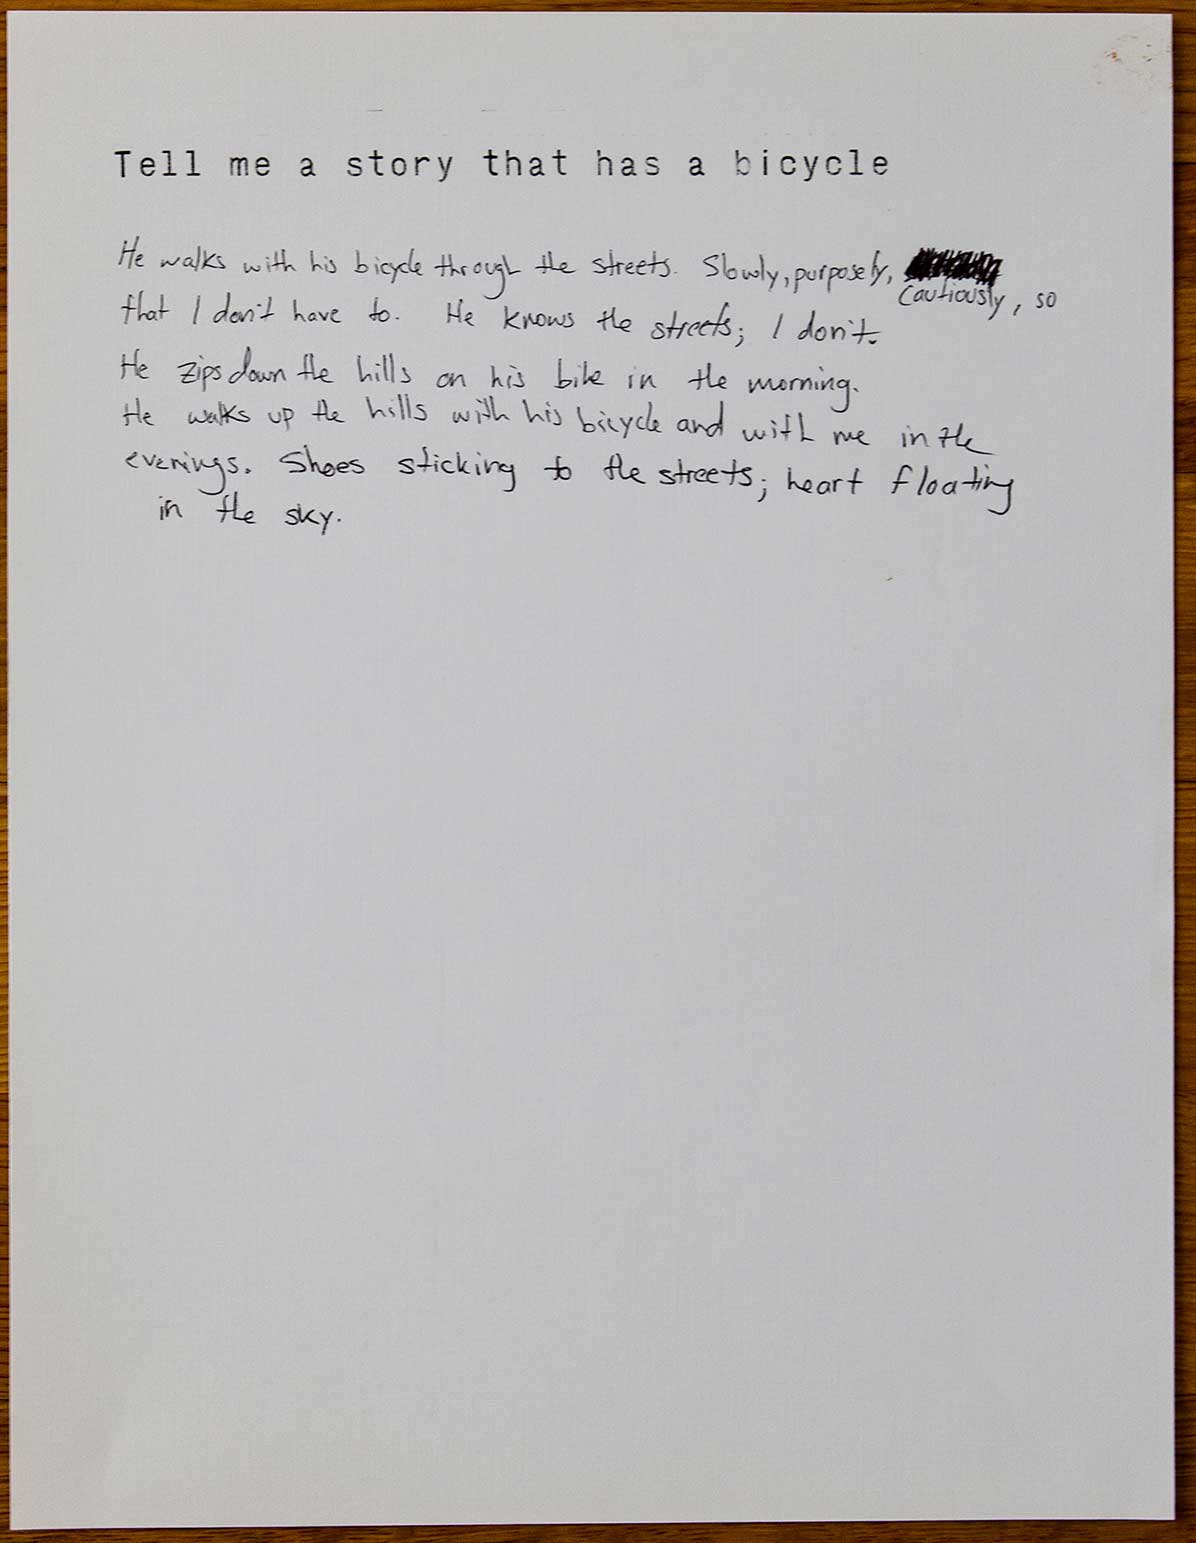 Tell me a story that has a bicycle
He walks with his bicycle through the streets. Slowly, purposely,
Cautiously, so
that I don't have to. He knows the streets; I don't.
He zips down the hills on his bike in the morning.
He walks up the hills with his bicycle and with me in the
evenings. Shoes sticking to the streets; heart floating
in the sky.